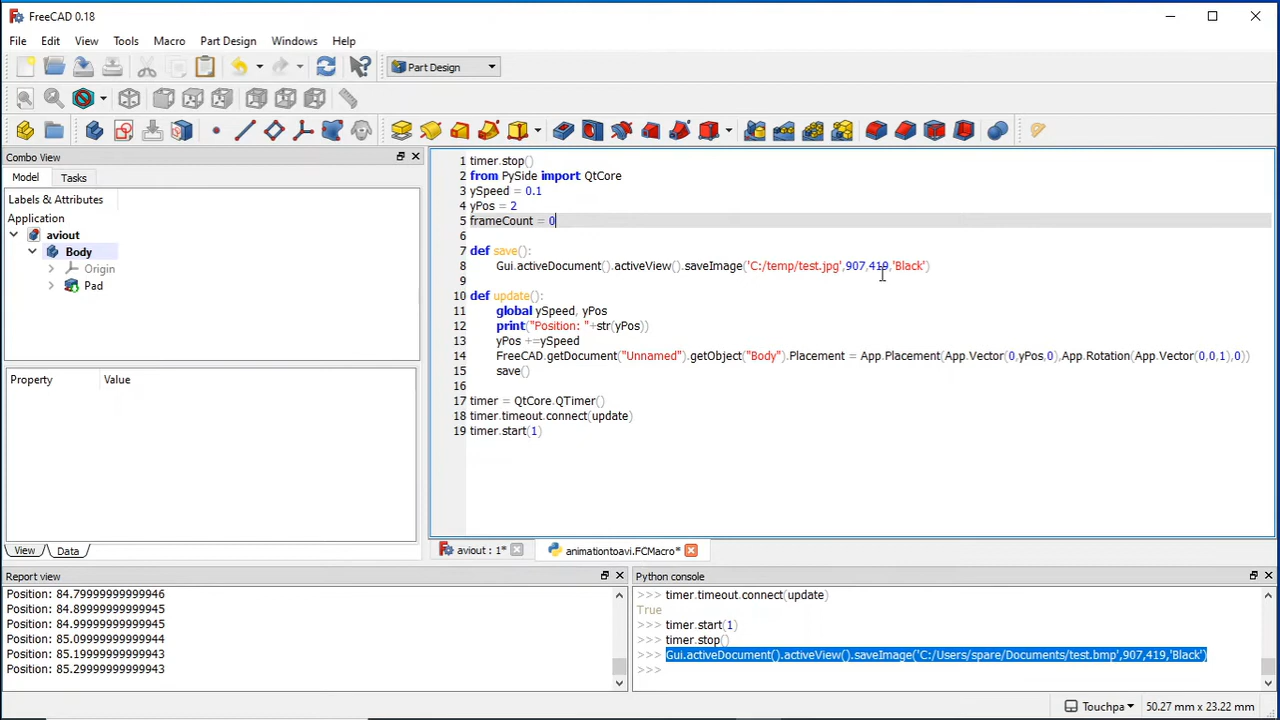 FreeCAD 0.18
File Edit View Tools Macro Part Design Windows Help
Part Design
Combo View
Model Tasks
Labels & Attributes
Application
aviout
Body
Origin
Pad
Property Value
View Data
1 timer.stop()
2 from PySide import QtCore
3 ySpeed = 0.1
4 yPos = 2
5 frameCount = 0
6
7 def save():
8 Gui.activeDocument().activeView().saveImage('C:/temp/test.jpg',907,419,'Black')
9
10 def update():
11 global ySpeed, yPos
12 print("Position: "+str(yPos))
13 yPos +=ySpeed
14 FreeCAD.getDocument("Unnamed").getObject("Body").Placement = App.Placement(App.Vector(0,yPos,0),App.Rotation(App.Vector(0,0,1),0))
15 save()
16
17 timer = QtCore.QTimer()
18 timer.timeout.connect(update)
19 timer.start(1)
aviout : 1* animationtoavi.FCMacro*
Report view
Position: 84.79999999999946
Position: 84.89999999999945
Position: 84.99999999999945
Position: 85.09999999999944
Position: 85.19999999999943
Position: 85.29999999999943
Python console
>>> timer.timeout.connect(update)
True
>>> timer.start(1)
>>> timer.stop()
>>> Gui.activeDocument().activeView().saveImage('C:/Users/spare/Documents/test.bmp',907,419,'Black')
>>>
Touchpa 50.27 mm x 23.22 mm